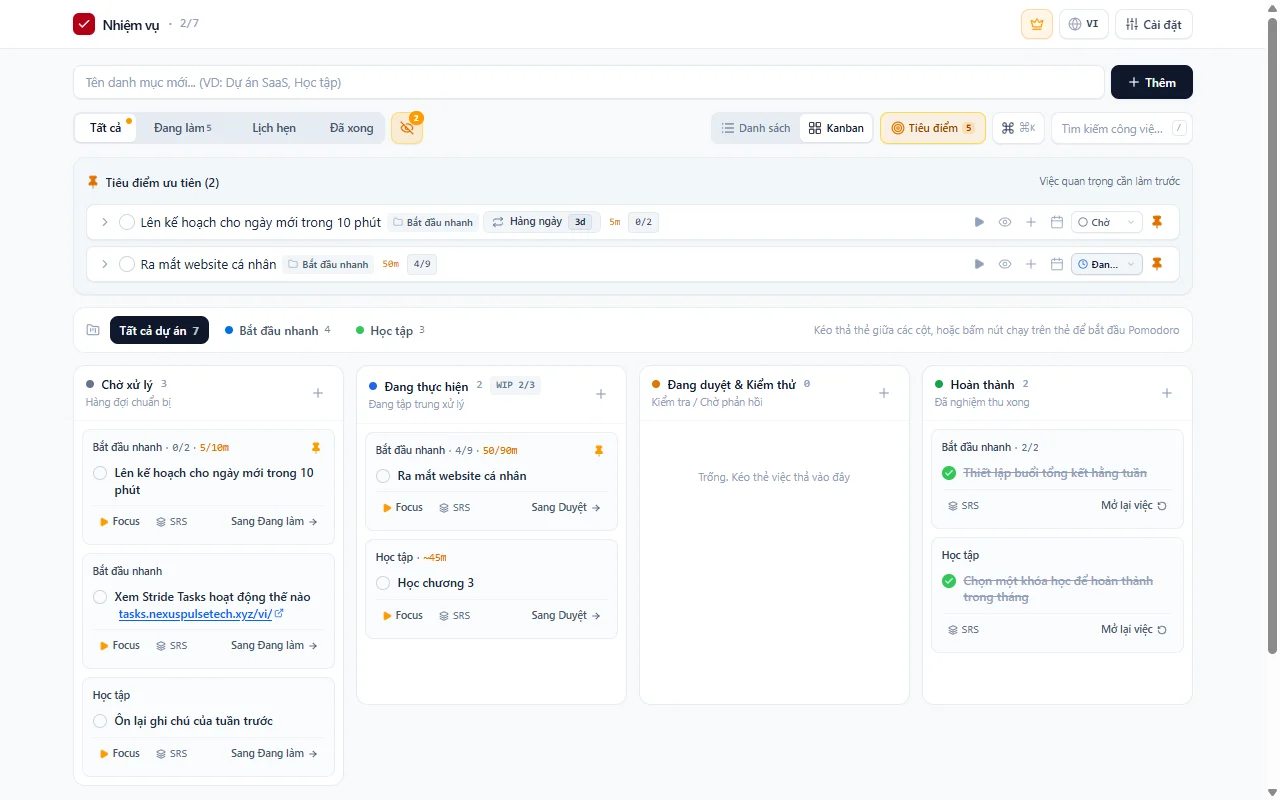 Nhiệm vụ · 2/7
VI
Cài đặt
Tên danh mục mới... (VD: Dự án SaaS, Học tập)
Thêm
Tất cả
Đang làm 5
Lịch hẹn
Đã xong
2
Danh sách
Kanban
Tiêu điểm 5
⌘ ⌘K
Tìm kiếm công việ... /
Tiêu điểm ưu tiên (2)
Việc quan trọng cần làm trước
Lên kế hoạch cho ngày mới trong 10 phút Bắt đầu nhanh Hàng ngày 3d 5m 0/2
Chờ
Ra mắt website cá nhân Bắt đầu nhanh 50m 4/9
Đan...
Tất cả dự án 7
Bắt đầu nhanh 4
Học tập 3
Kéo thả thẻ giữa các cột, hoặc bấm nút chạy trên thẻ để bắt đầu Pomodoro
Chờ xử lý 3
Hàng đợi chuẩn bị
Bắt đầu nhanh · 0/2 · 5/10m
Lên kế hoạch cho ngày mới trong 10
phút
Focus SRS Sang Đang làm →
Bắt đầu nhanh
Xem Stride Tasks hoạt động thế nào
tasks.nexuspulsetech.xyz/vi/
Focus SRS Sang Đang làm →
Học tập
Ôn lại ghi chú của tuần trước
Focus SRS Sang Đang làm →
Đang thực hiện 2 WIP 2/3
Đang tập trung xử lý
Bắt đầu nhanh · 4/9 · 50/90m
Ra mắt website cá nhân
Focus SRS Sang Duyệt →
Học tập · ~45m
Học chương 3
Focus SRS Sang Duyệt →
Đang duyệt & Kiểm thử 0
Kiểm tra / Chờ phản hồi
Trống. Kéo thẻ việc thả vào đây
Hoàn thành 2
Đã nghiệm thu xong
Bắt đầu nhanh · 2/2
Thiết lập buổi tổng kết hằng tuần
SRS Mở lại việc
Học tập
Chọn một khóa học để hoàn thành
trong tháng
SRS Mở lại việc